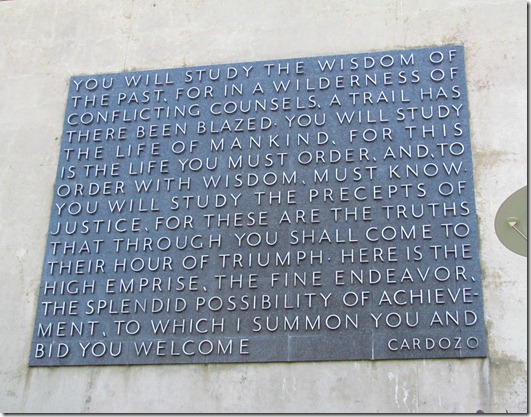 YOU WILL STUDY THE WISDOM OF
THE PAST, FOR IN A WILDERNESS OF
CONFLICTING COUNSELS, A TRAIL HAS
THERE BEEN BLAZED. YOU WILL STUDY
THE LIFE OF MANKIND, FOR THIS
IS THE LIFE YOU MUST ORDER, AND, TO
ORDER WITH WISDOM, MUST KNOW.
YOU WILL STUDY THE PRECEPTS OF
JUSTICE, FOR THESE ARE THE TRUTHS
THAT THROUGH YOU SHALL COME TO
THEIR HOUR OF TRIUMPH. HERE IS THE
HIGH EMPRISE, THE FINE ENDEAVOR,
THE SPLENDID POSSIBILITY OF ACHIEVE-
MENT, TO WHICH I SUMMON YOU AND
BID YOU WELCOME CARDOZO